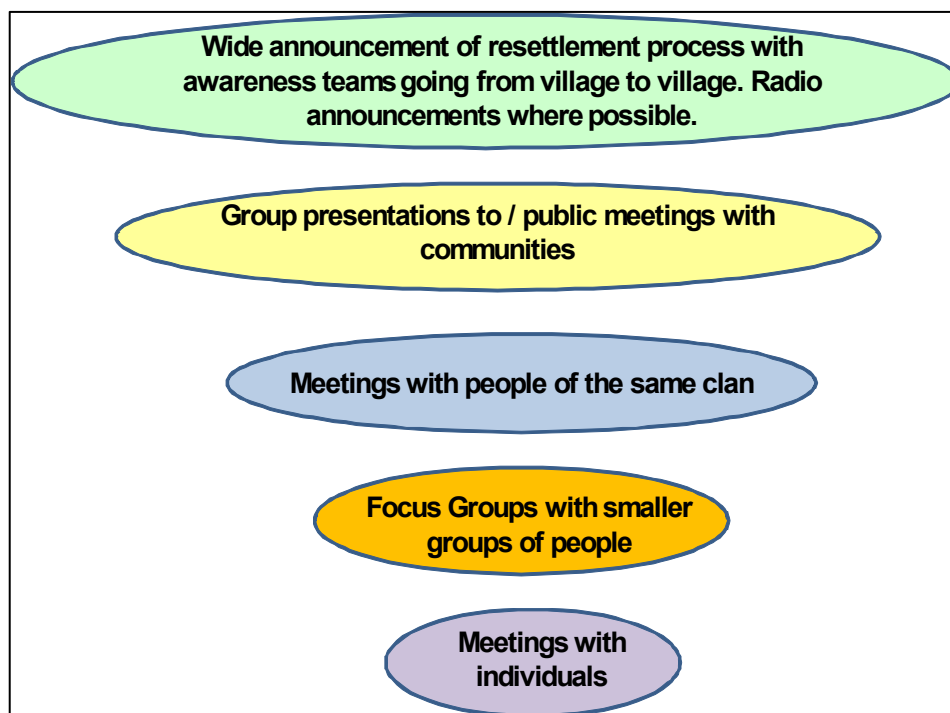 Wide announcement of resettlement process with
awareness teams going from village to village. Radio
announcements where possible.
Group presentations to / public meetings with
communities
Meetings with people of the same clan
Focus Groups with smaller
groups of people
Meetings with
individuals